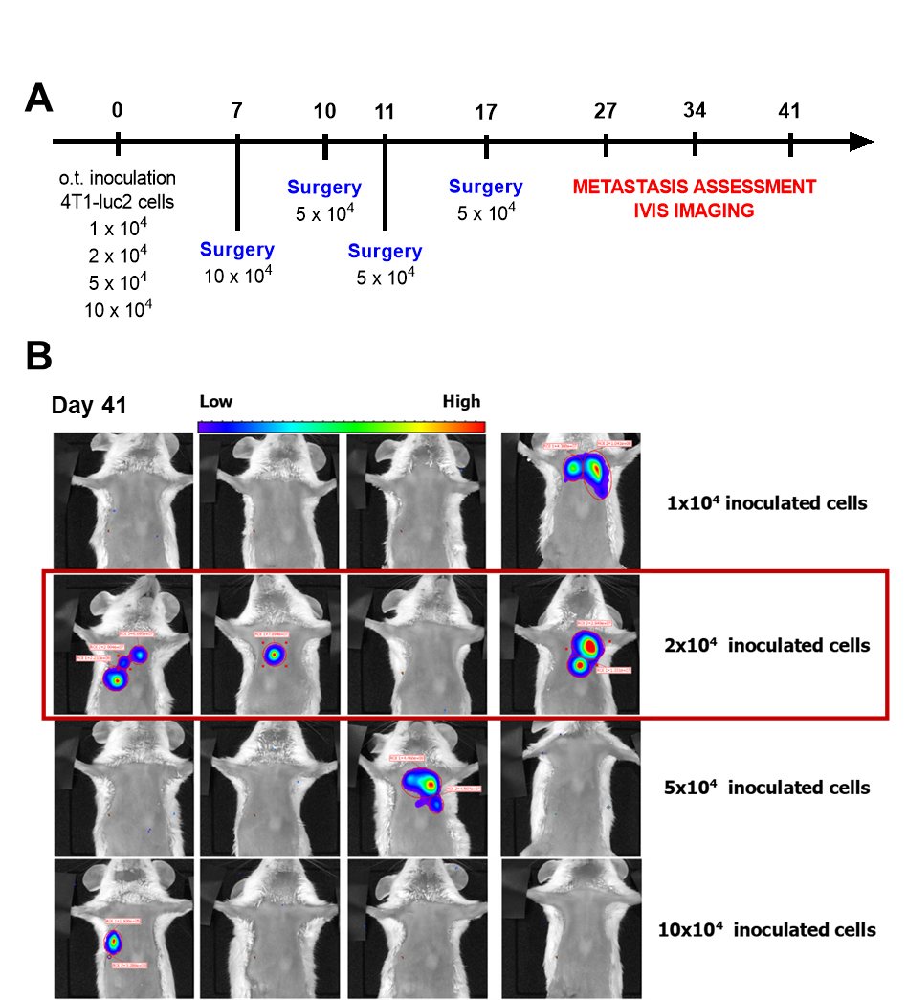 A
0 7 10 11 17 27 34 41
o.t. inoculation
4T1-luc2 cells
1 x 10⁴
2 x 10⁴
5 x 10⁴
10 x 10⁴
Surgery
10 x 10⁴
Surgery
5 x 10⁴
Surgery
5 x 10⁴
Surgery
5 x 10⁴
METASTASIS ASSESSMENT
IVIS IMAGING
B
Day 41
Low High
1x10⁴ inoculated cells
2x10⁴ inoculated cells
5x10⁴ inoculated cells
10x10⁴ inoculated cells